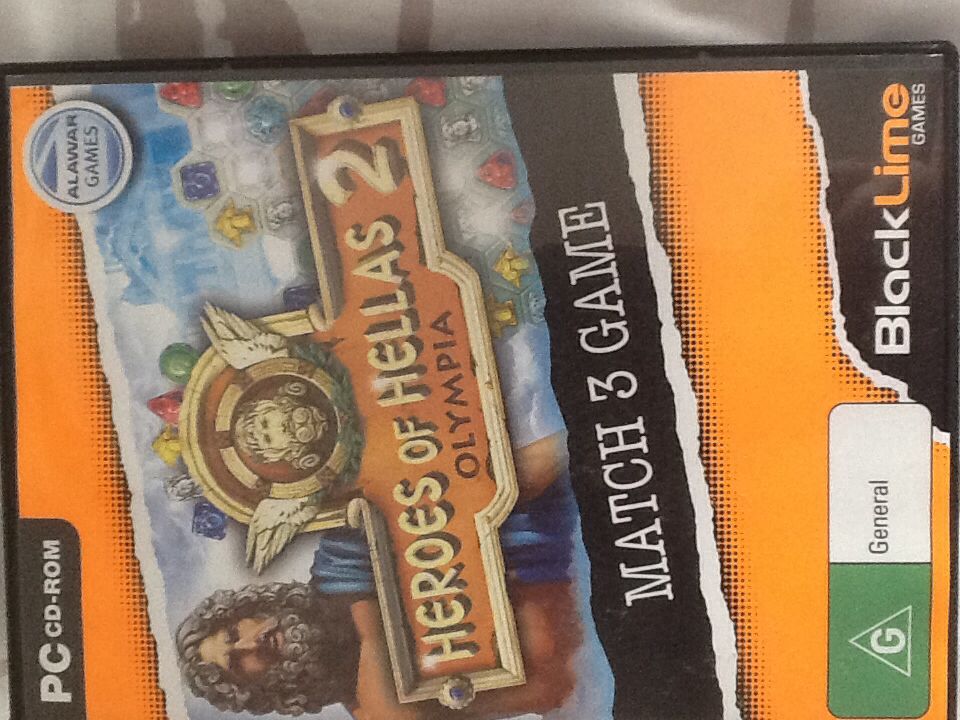 PC CD-ROM
ALAWAR
GAMES
HEROES OF HELLAS 2
OLYMPIA
MATCH 3 GAME
G
General
BlackLime
GAMES